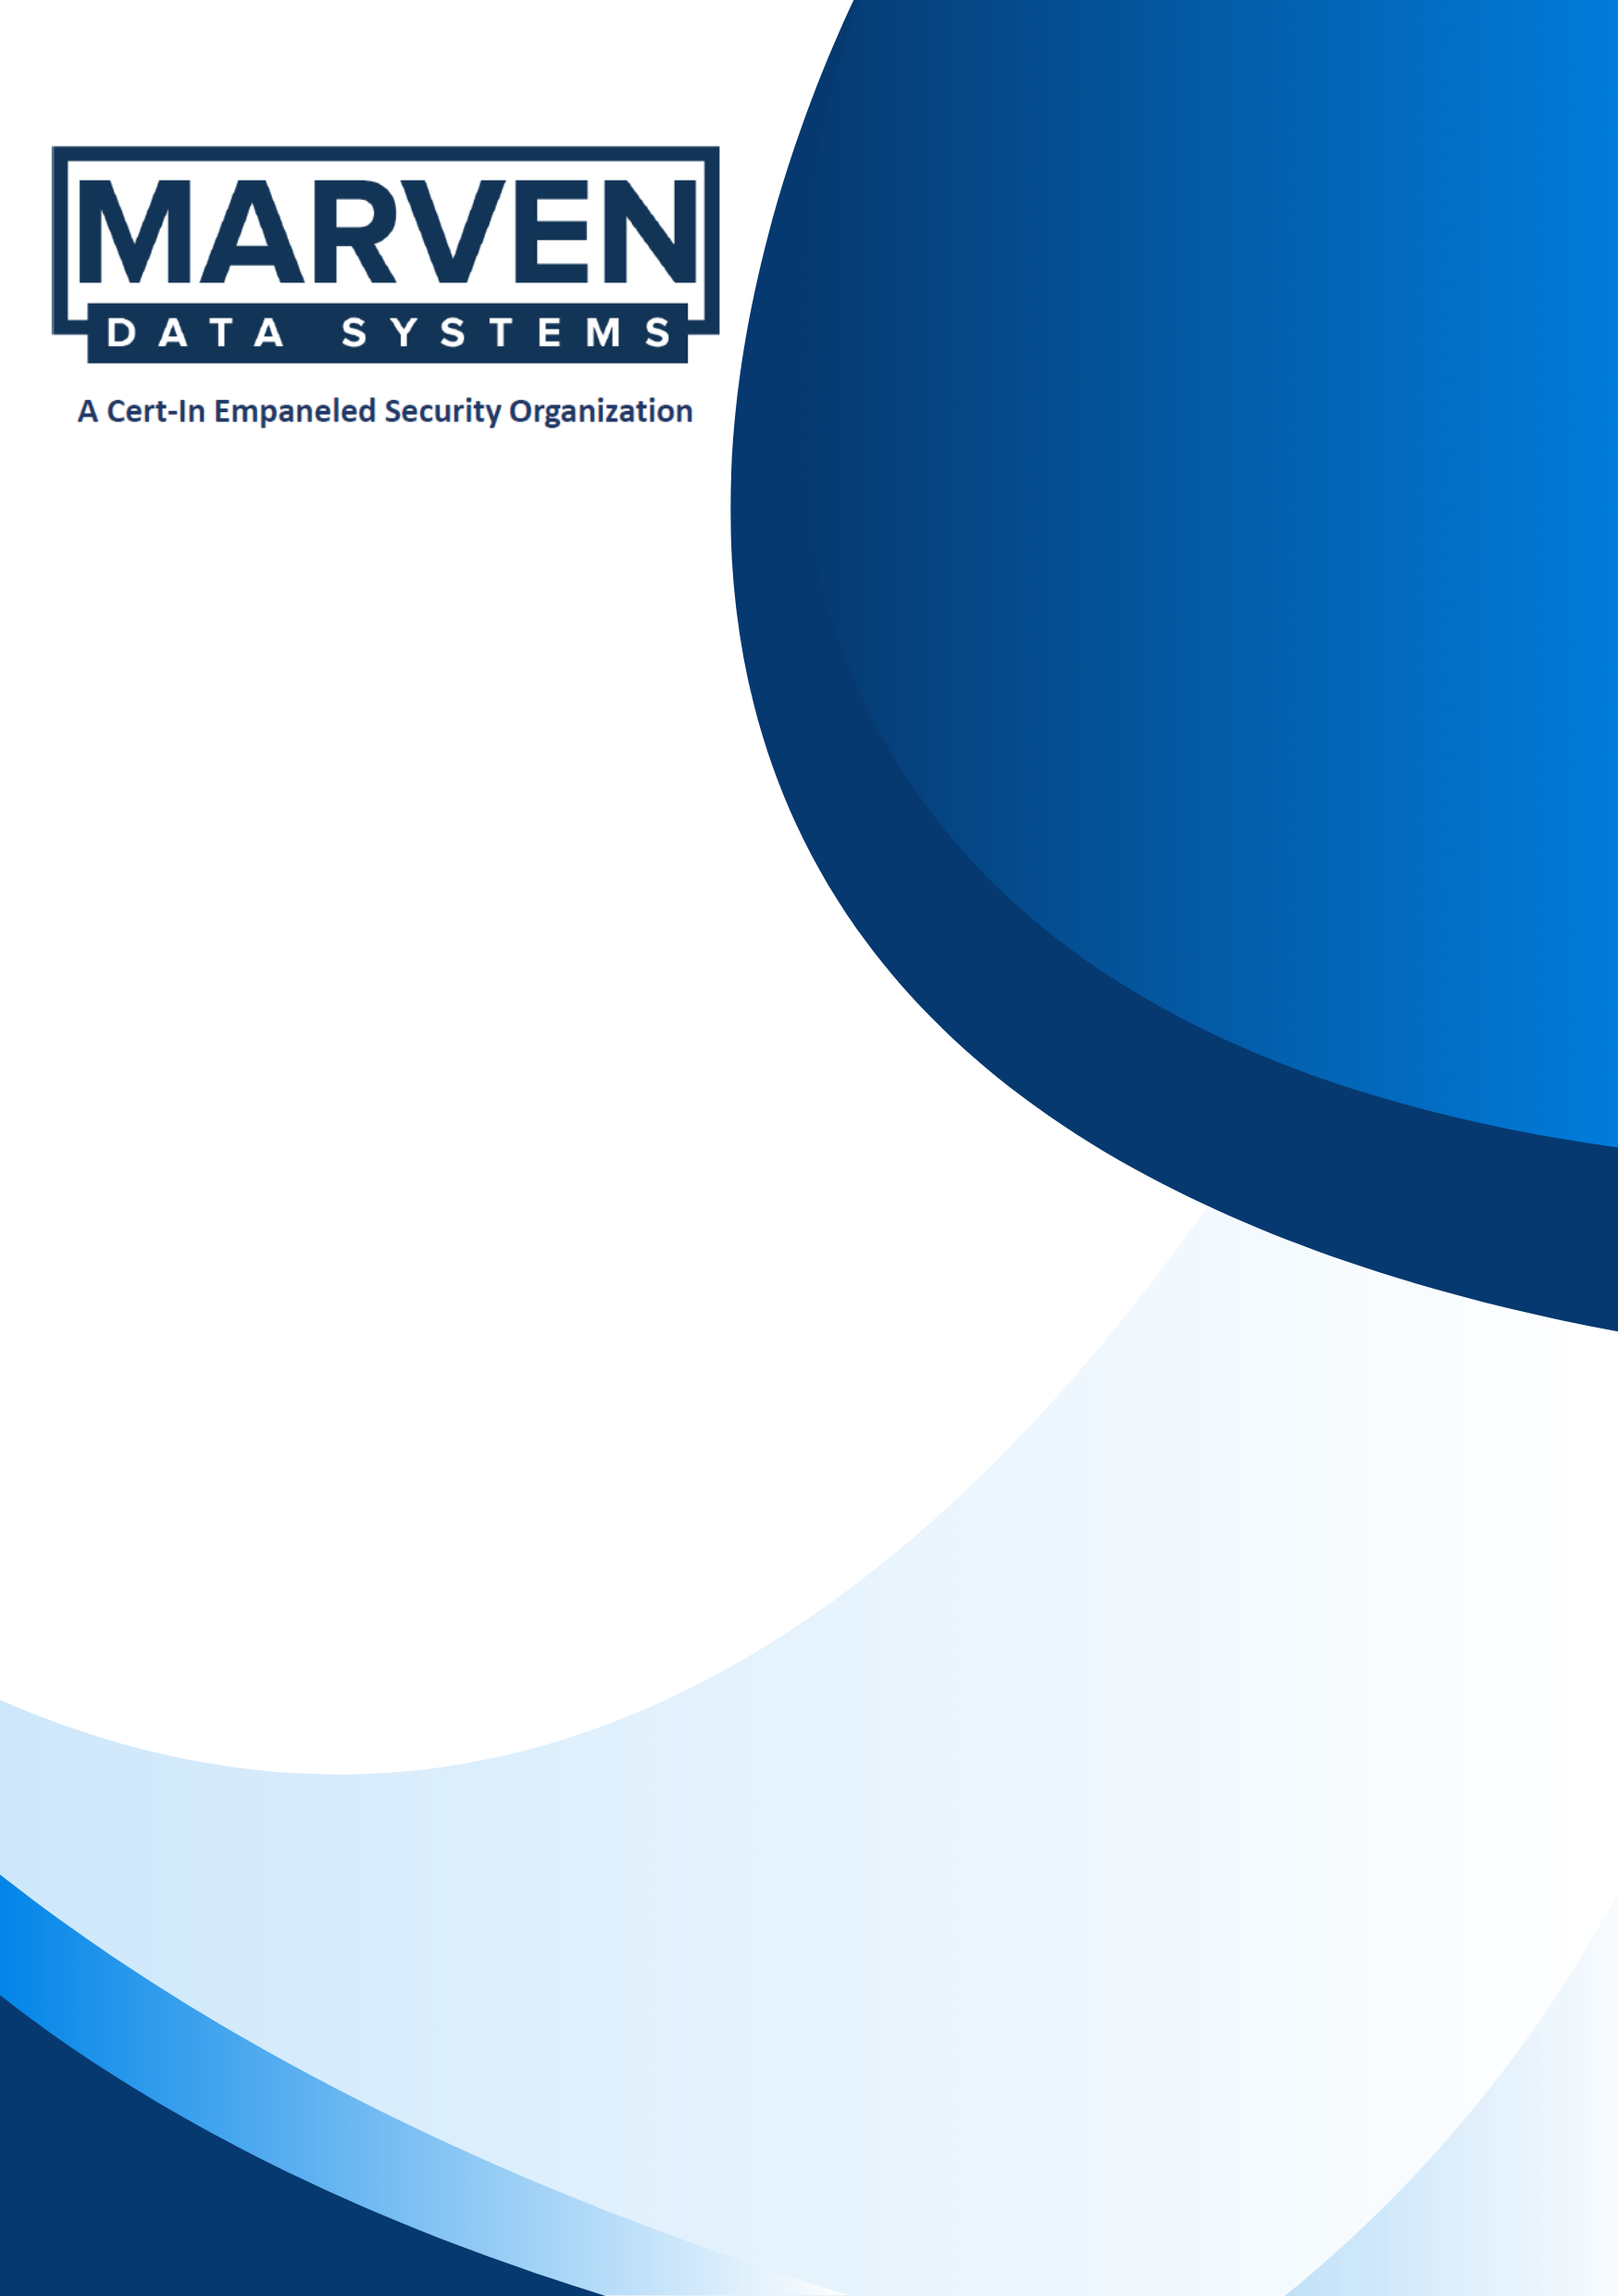 MARVEN
DATA SYSTEMS
A Cert-In Empaneled Security Organization